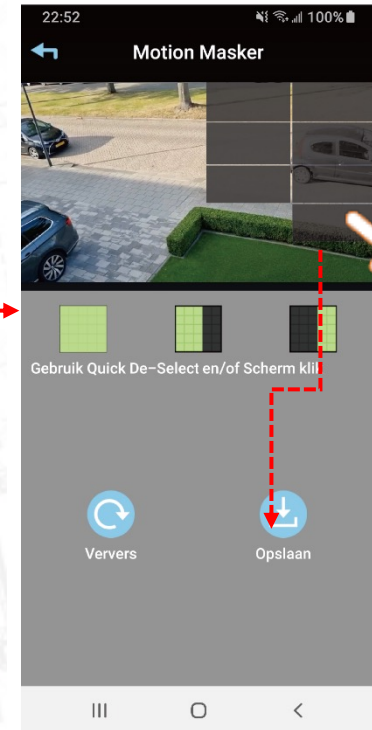 22:52
100%
Motion Masker
Gebruik Quick De-Select en/of Scherm klik
Ververs
Opslaan